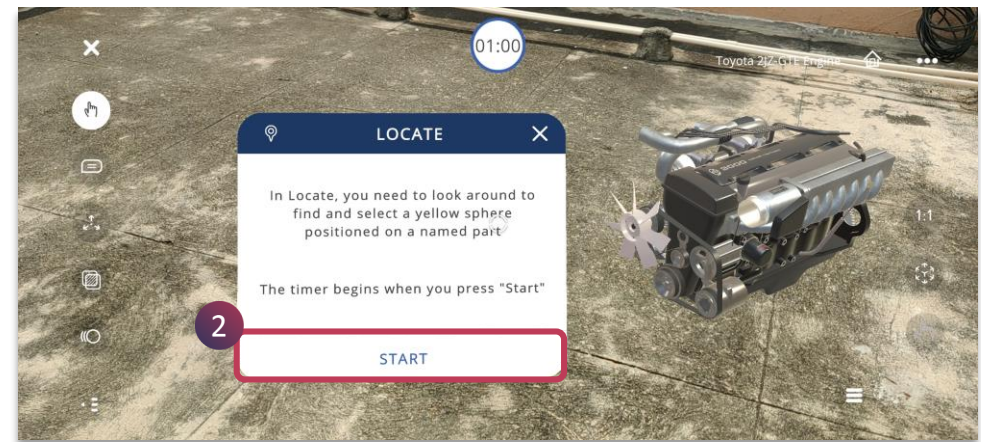 01:00
Toyota 2JZ-GTE Engine
LOCATE
In Locate, you need to look around to
find and select a yellow sphere
positioned on a named part
1:1
The timer begins when you press "Start"
2
START
3000